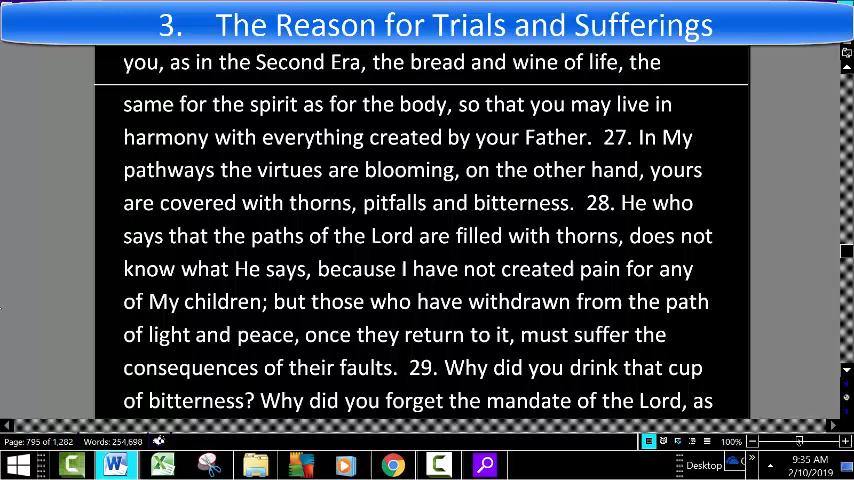 3. The Reason for Trials and Sufferings
you, as in the Second Era, the bread and wine of life, the
same for the spirit as for the body, so that you may live in
harmony with everything created by your Father. 27. In My
pathways the virtues are blooming, on the other hand, yours
are covered with thorns, pitfalls and bitterness. 28. He who
says that the paths of the Lord are filled with thorns, does not
know what He says, because I have not created pain for any
of My children; but those who have withdrawn from the path
of light and peace, once they return to it, must suffer the
consequences of their faults. 29. Why did you drink that cup
of bitterness? Why did you forget the mandate of the Lord, as
Page: 795 of 1,282 Words: 254,698 100%
Desktop 9:35 AM
2/10/2019